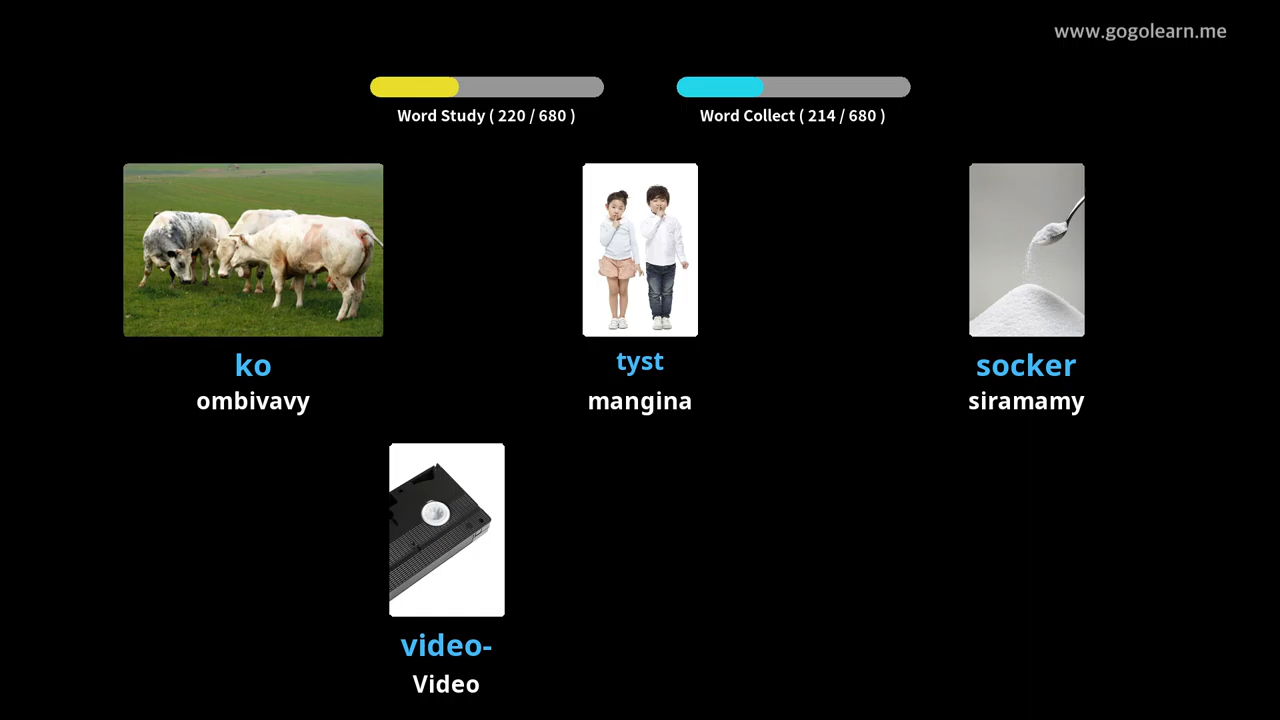 www.gogolearn.me
Word Study ( 220 / 680 )
Word Collect ( 214 / 680 )
ko
ombivavy
tyst
mangina
socker
siramamy
video-
Video